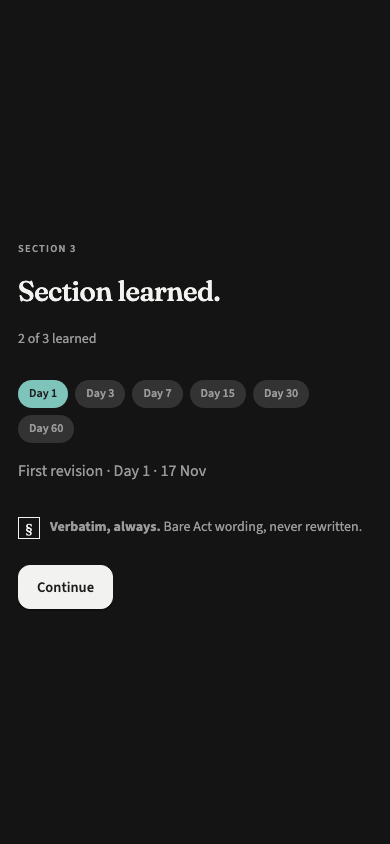 SECTION 3
Section learned.
2 of 3 learned
Day 1 Day 3 Day 7 Day 15 Day 30
Day 60
First revision · Day 1 · 17 Nov
§ Verbatim, always. Bare Act wording, never rewritten.
Continue